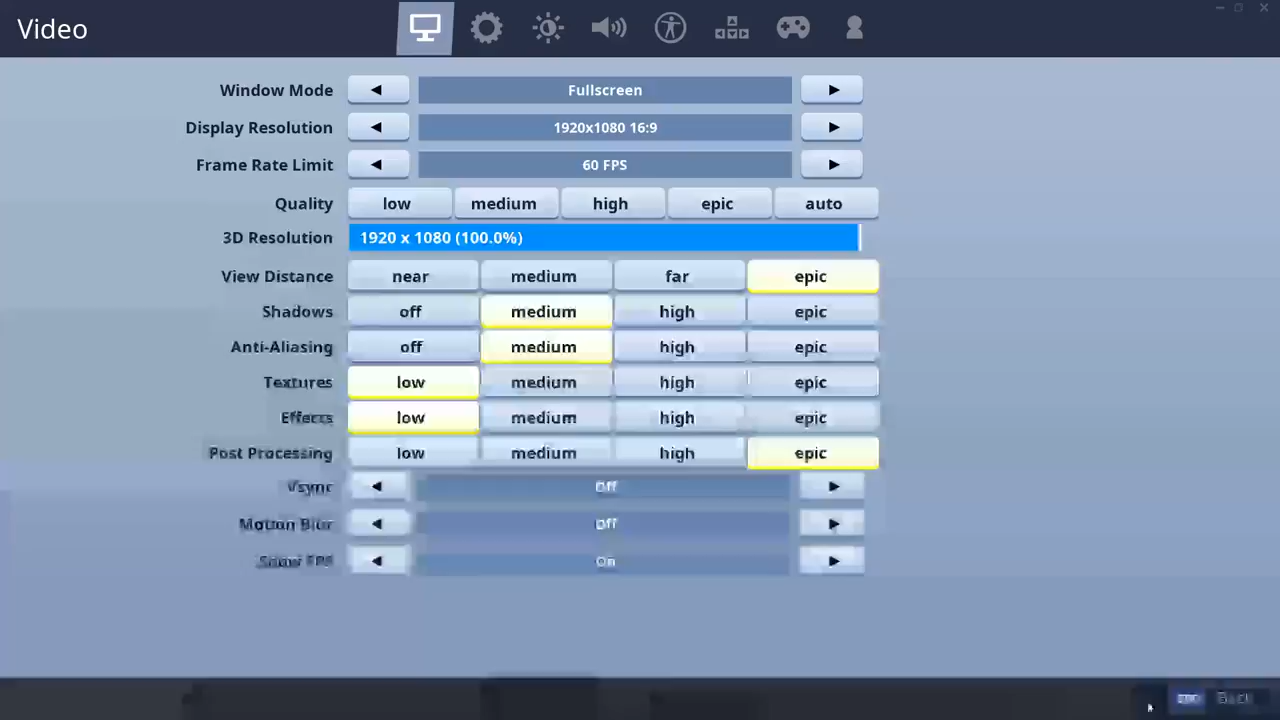 Video
Window Mode Fullscreen
Display Resolution 1920x1080 16:9
Frame Rate Limit 60 FPS
Quality low medium high epic auto
3D Resolution 1920 x 1080 (100.0%)
View Distance near medium far epic
Shadows off medium high epic
Anti-Aliasing off medium high epic
Textures low medium high epic
Effects low medium high epic
Post Processing low medium high epic
Vsync Off
Motion Blur Off
Show FPS On
Back